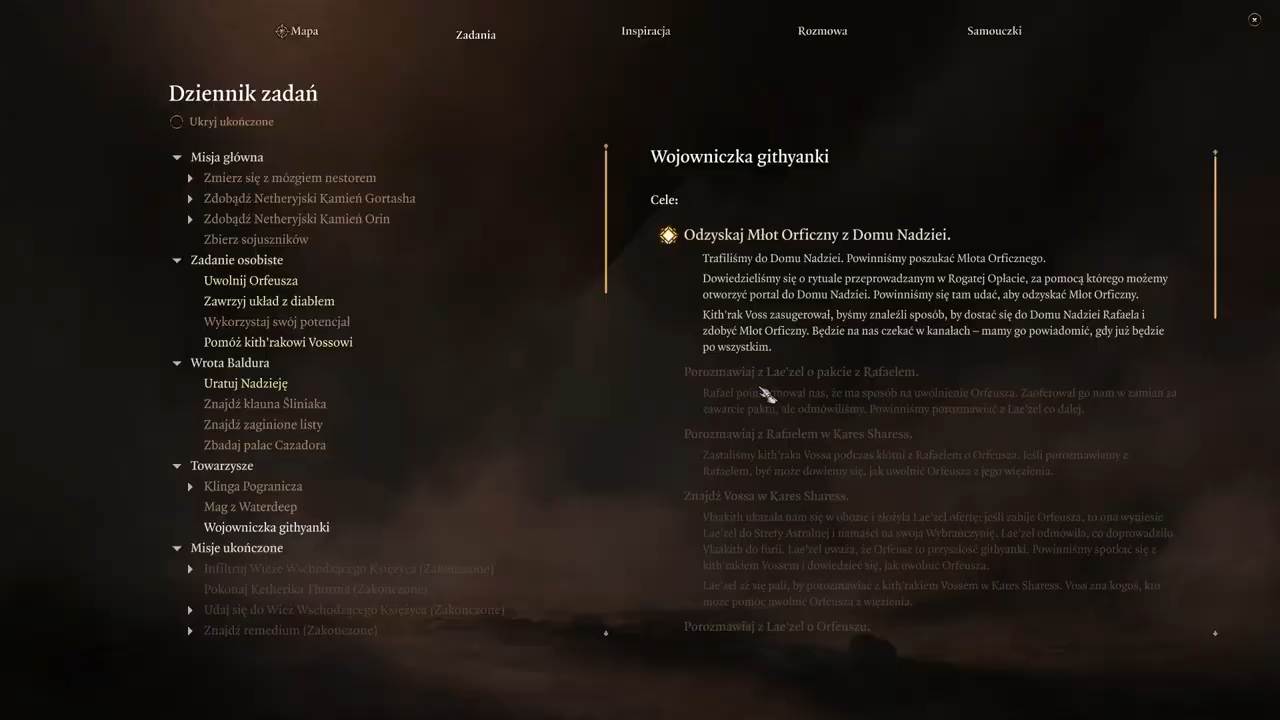 Mapa
Zadania
Inspiracja
Rozmowa
Samouczki
Dziennik zadań
Ukryj ukończone
Misja główna
Zmierz się z mózgiem nestorem
Zdobądź Netheryjski Kamień Gortasha
Zdobądź Netheryjski Kamień Orin
Zbierz sojuszników
Zadanie osobiste
Uwolnij Orfeusza
Zawrzyj układ z diabłem
Wykorzystaj swój potencjał
Pomóż kith'rakowi Vossowi
Wrota Baldura
Uratuj Nadzieję
Znajdź klauna Śliniaka
Znajdź zaginione listy
Zbadaj pałac Cazadora
Towarzysze
Klinga Pogranicza
Mag z Waterdeep
Wojowniczka githyanki
Misje ukończone
Infiltruj Wieże Wschodzącego Księżyca (Zakończone)
Pokonaj Ketherika Thorma (Zakończone)
Udaj się do Wież Wschodzącego Księżyca (Zakończone)
Znajdź remedium (Zakończone)
Wojowniczka githyanki
Cele:
Odzyskaj Młot Orficzny z Domu Nadziei.
Trafiliśmy do Domu Nadziei. Powinniśmy poszukać Młota Orficznego.
Dowiedzieliśmy się o rytuale przeprowadzanym w Rogatej Opłacie, za pomocą którego możemy
otworzyć portal do Domu Nadziei. Powinniśmy się tam udać, aby odzyskać Młot Orficzny.
Kith'rak Voss zasugerował, byśmy znaleźli sposób, by dostać się do Domu Nadziei Rafaela i
zdobyć Młot Orficzny. Będzie na nas czekać w kanałach – mamy go powiadomić, gdy już będzie
po wszystkim.
Porozmawiaj z Lae'zel o pakcie z Rafaelem.
Rafael poinformował nas, że ma sposób na uwolnienie Orfeusza. Zaoferował go nam w zamian za
zawarcie paktu, ale odmówiliśmy. Powinniśmy porozmawiać z Lae'zel co dalej.
Porozmawiaj z Rafaelem w Kares Sharess.
Zastaliśmy kith'raka Vossa podczas kłótni z Rafaelem o Orfeusza. Jeśli porozmawiamy z
Rafaelem, być może dowiemy się, jak uwolnić Orfeusza z jego więzienia.
Znajdź Vossa w Kares Sharess.
Vlaakith ukazała nam się w obozie i złożyła Lae'zel ofertę: jeśli zabije Orfeusza, to ona wyniesie
Lae'zel do Strefy Astralnej i namaści na swoją Wybrańczynię. Lae'zel odmówiła, co doprowadziło
Vlaakith do furii. Lae'zel uważa, że Orfeusz to przyszłość githyanki. Powinniśmy spotkać się z
kith'rakiem Vossem i dowiedzieć się, jak uwolnić Orfeusza.
Lae'zel aż się pali, by porozmawiać z kith'rakiem Vossem w Kares Sharess. Voss zna kogoś, kto
może pomóc uwolnić Orfeusza z więzienia.
Porozmawiaj z Lae'zel o Orfeuszu.